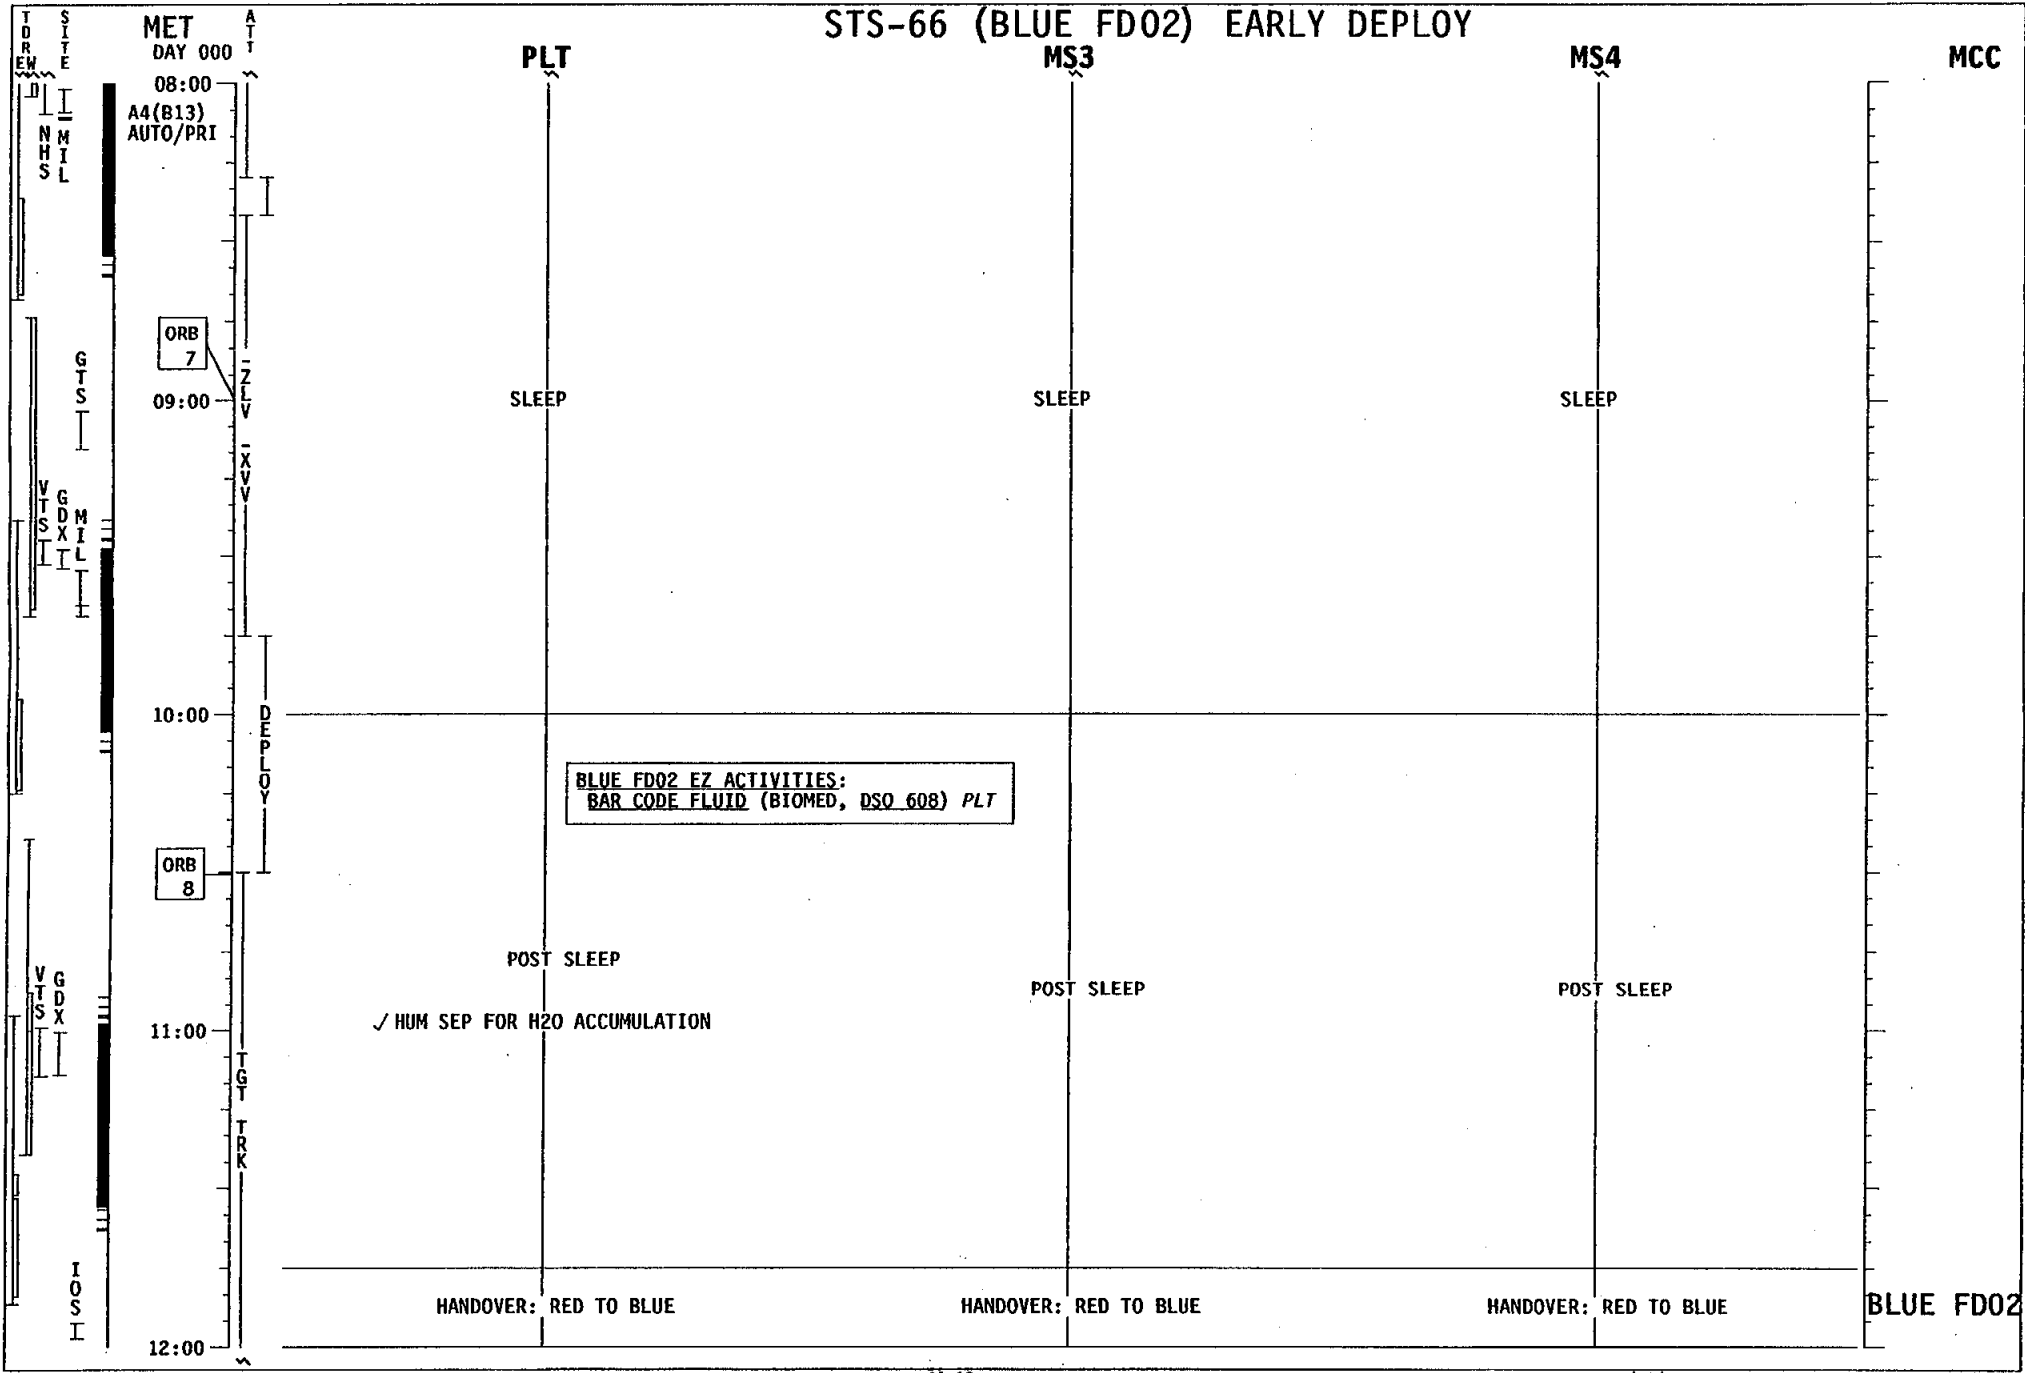 STS-66 (BLUE FD02) EARLY DEPLOY
TDRE W
SITE
MET
DAY 000
ATT
PLT
MS3
MS4
MCC
08:00
A4(B13)
AUTO/PRI
NHS
MIL
ORB
7
GTS
09:00
-ZLV -XVV
SLEEP
SLEEP
SLEEP
VTS
GDX
MIL
10:00
DEPLOY
BLUE FD02 EZ ACTIVITIES:
BAR CODE FLUID (BIOMED, DSO 608) PLT
ORB
8
POST SLEEP
POST SLEEP
POST SLEEP
VTS
GDX
11:00
✓ HUM SEP FOR H2O ACCUMULATION
TGT TRK
IOS
HANDOVER: RED TO BLUE
HANDOVER: RED TO BLUE
HANDOVER: RED TO BLUE
BLUE FD02
12:00